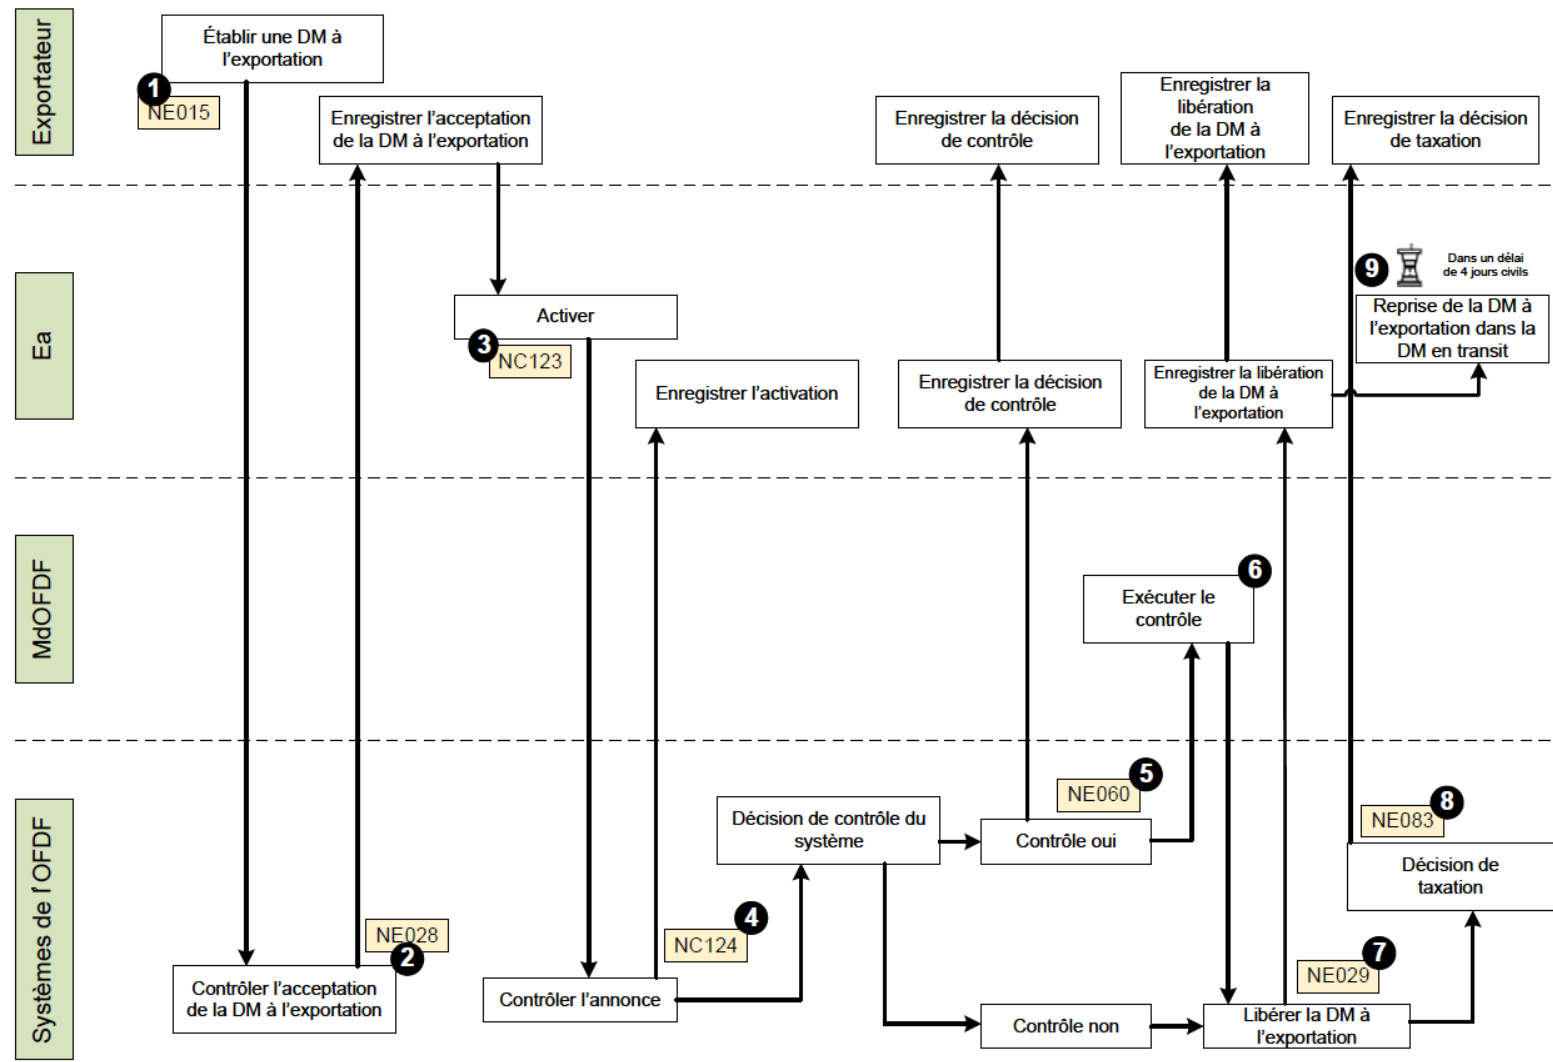 Exportateur
Établir une DM à
l'exportation
1
NE015
Enregistrer l'acceptation
de la DM à l'exportation
Enregistrer la décision
de contrôle
Enregistrer la
libération
de la DM à
l'exportation
Enregistrer la décision
de taxation
Ea
Activer
3
NC123
Enregistrer l'activation
Enregistrer la décision
de contrôle
Enregistrer la libération
de la DM à
l'exportation
9
Dans un délai
de 4 jours civils
Reprise de la DM à
l'exportation dans la
DM en transit
MdOFDF
Exécuter le
contrôle
6
Systèmes de l'OFDF
NE028
2
Contrôler l'acceptation
de la DM à l'exportation
Contrôler l'annonce
NC124
4
Décision de contrôle du
système
NE060
5
Contrôle oui
Contrôle non
NE029
7
Libérer la DM à
l'exportation
NE083
8
Décision de
taxation